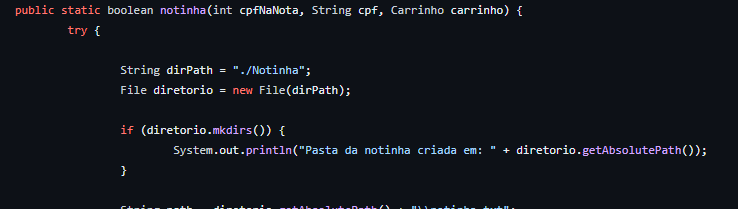 public static boolean notinha(int cpfNaNota, String cpf, Carrinho carrinho) {
try {
String dirPath = "./Notinha";
File diretorio = new File(dirPath);
if (diretorio.mkdirs()) {
System.out.println("Pasta da notinha criada em: " + diretorio.getAbsolutePath());
}
String path = diretorio.getAbsolutePath() + "\\notinha.txt";